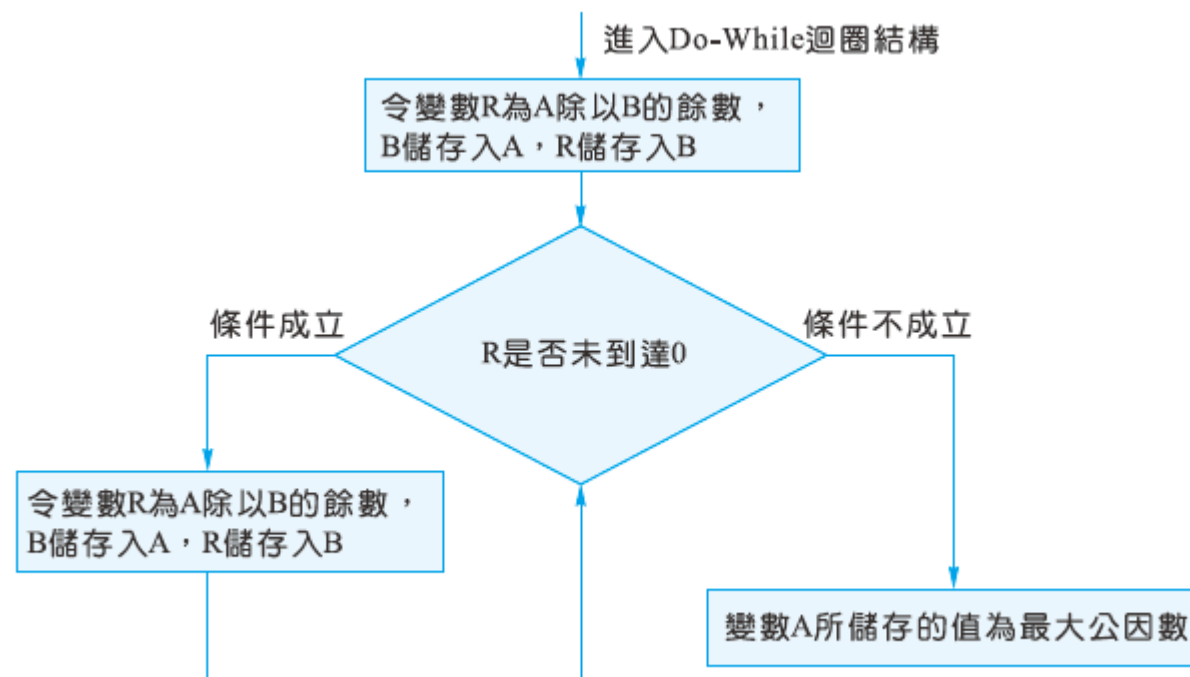 進入Do-While迴圈結構
令變數R為A除以B的餘數，
B儲存入A，R儲存入B
條件成立
條件不成立
R是否未到達0
令變數R為A除以B的餘數，
B儲存入A，R儲存入B
變數A所儲存的值為最大公因數